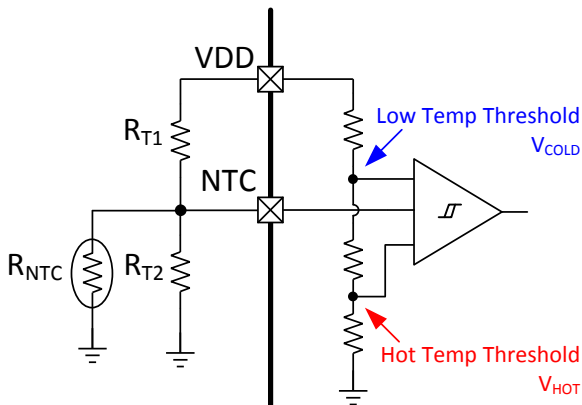 VDD
Low Temp Threshold
VCOLD
RT1
NTC
RNTC
RT2
Hot Temp Threshold
VHOT